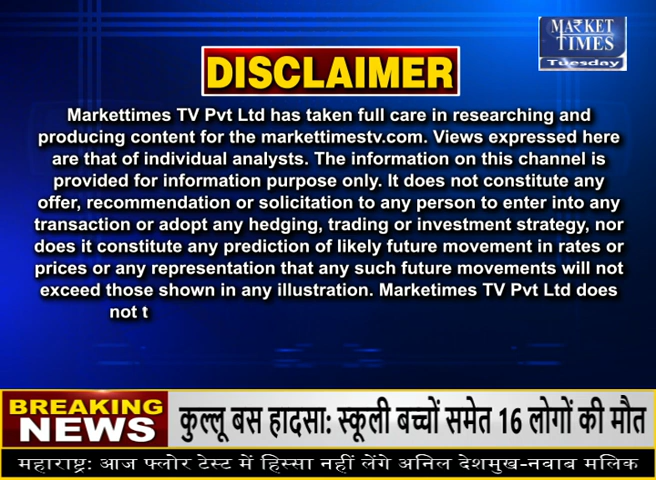 MARKET
TIMES
Tuesday
DISCLAIMER
Markettimes TV Pvt Ltd has taken full care in researching and
producing content for the markettimestv.com. Views expressed here
are that of individual analysts. The information on this channel is
provided for information purpose only. It does not constitute any
offer, recommendation or solicitation to any person to enter into any
transaction or adopt any hedging, trading or investment strategy, nor
does it constitute any prediction of likely future movement in rates or
prices or any representation that any such future movements will not
exceed those shown in any illustration. Marketimes TV Pvt Ltd does
not t
BREAKING
NEWS
कुल्लू बस हादसा: स्कूली बच्चों समेत 16 लोगों की मौत
महाराष्ट्र: आज फ्लोर टेस्ट में हिस्सा नहीं लेंगे अनिल देशमुख-नवाब मलिक